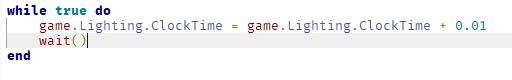 while true do
    game.Lighting.ClockTime = game.Lighting.ClockTime + 0.01
    wait()
end